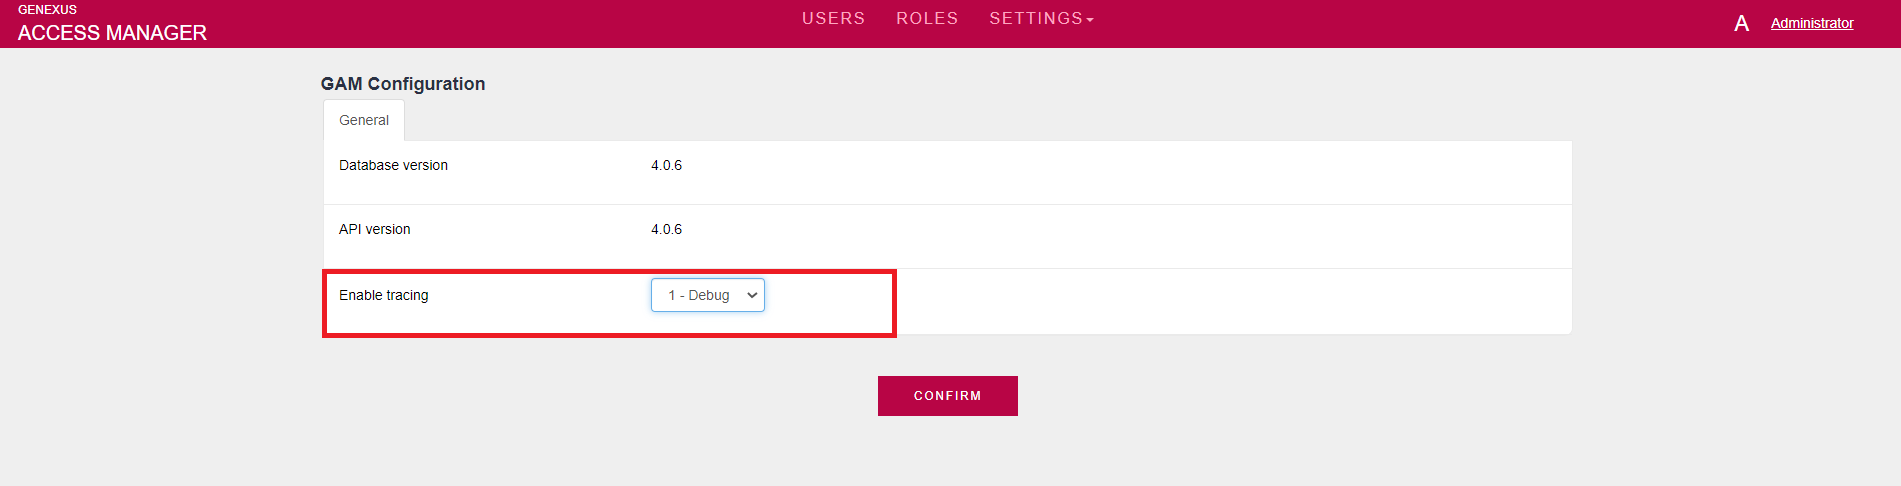 GENEXUS
ACCESS MANAGER
USERS ROLES SETTINGS
A Administrator
GAM Configuration
General
Database version 4.0.6
API version 4.0.6
Enable tracing 1 - Debug
CONFIRM